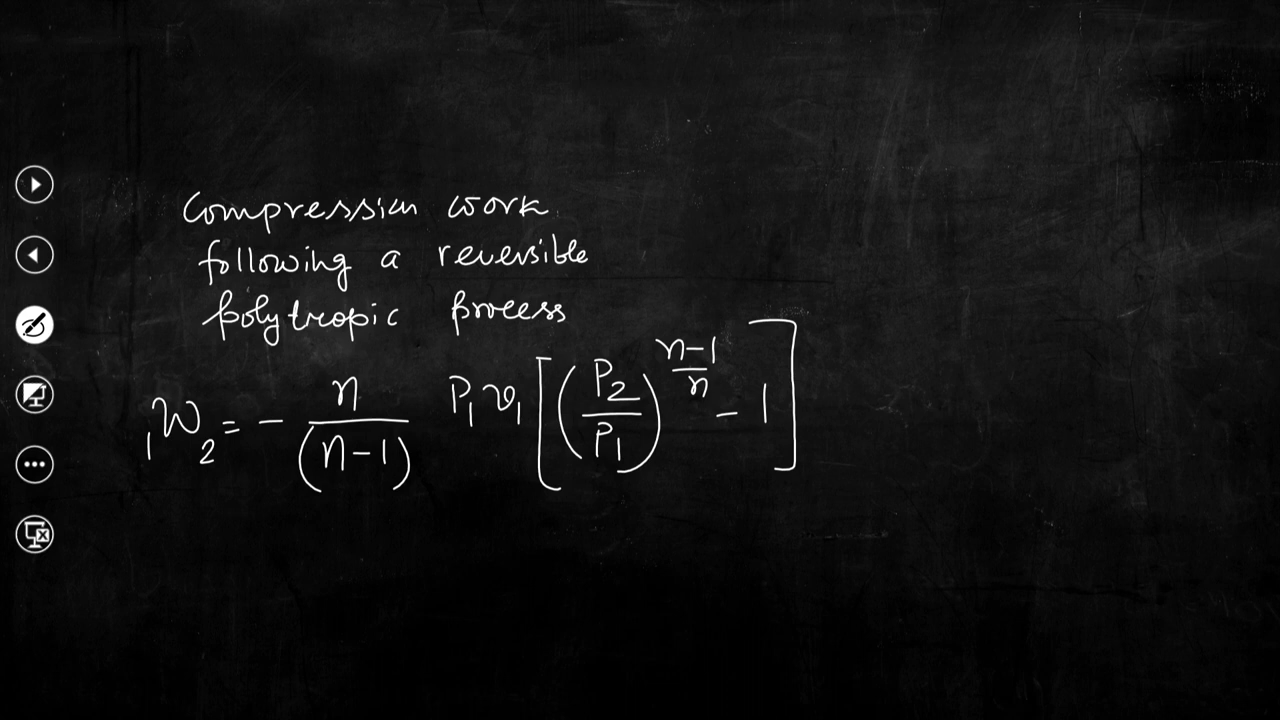 Compression work
following a reversible
polytropic process
₁W₂ = - n/(n-1) P₁v₁ [(P₂/P₁)^((n-1)/n) - 1]